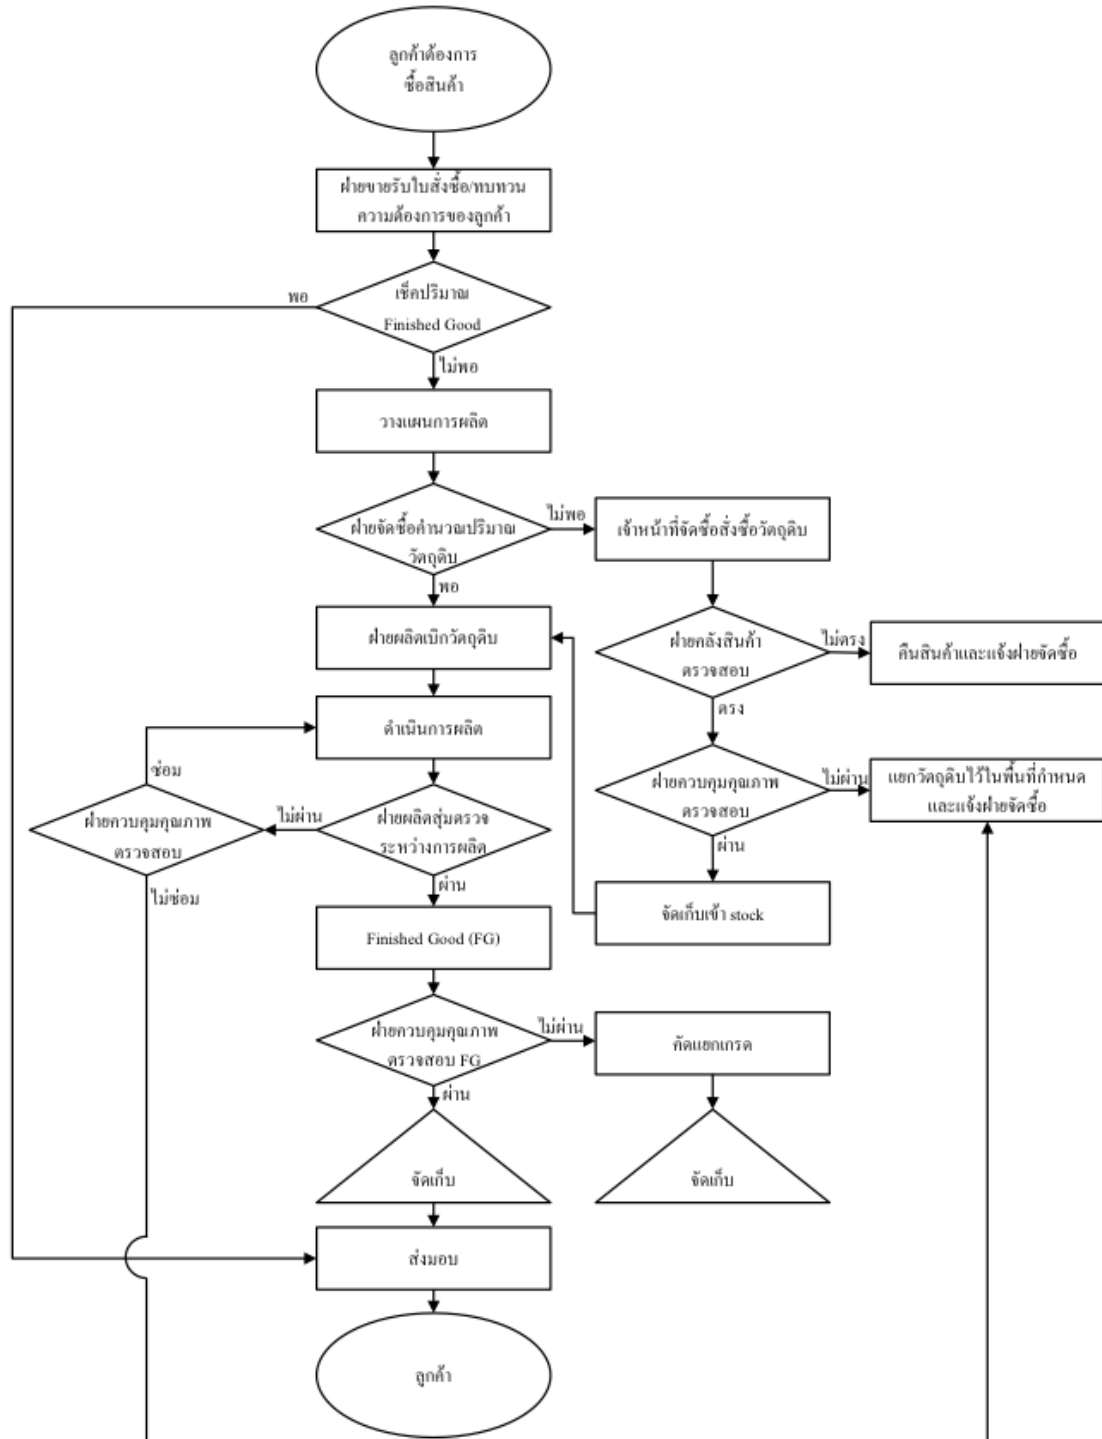 ลูกค้าต้องการ
ซื้อสินค้า
ฝ่ายขายรับใบสั่งซื้อ/ทบทวน
ความต้องการของลูกค้า
พอ
เช็คปริมาณ
Finished Good
ไม่พอ
วางแผนการผลิต
ฝ่ายจัดซื้อคำนวณปริมาณ
วัตถุดิบ
ไม่พอ
เจ้าหน้าที่จัดซื้อสั่งซื้อวัตถุดิบ
พอ
ฝ่ายผลิตเบิกวัตถุดิบ
ฝ่ายคลังสินค้า
ตรวจสอบ
ไม่ตรง
คืนสินค้าและแจ้งฝ่ายจัดซื้อ
ตรง
ดำเนินการผลิต
ซ่อม
ฝ่ายควบคุมคุณภาพ
ตรวจสอบ
ไม่ผ่าน
แยกวัตถุดิบไว้ในพื้นที่กำหนด
และแจ้งฝ่ายจัดซื้อ
ฝ่ายควบคุมคุณภาพ
ตรวจสอบ
ไม่ผ่าน
ฝ่ายผลิตสุ่มตรวจ
ระหว่างการผลิต
ผ่าน
ไม่ซ่อม
ผ่าน
จัดเก็บเข้า stock
Finished Good (FG)
ฝ่ายควบคุมคุณภาพ
ตรวจสอบ FG
ไม่ผ่าน
คัดแยกเกรด
ผ่าน
จัดเก็บ
จัดเก็บ
ส่งมอบ
ลูกค้า